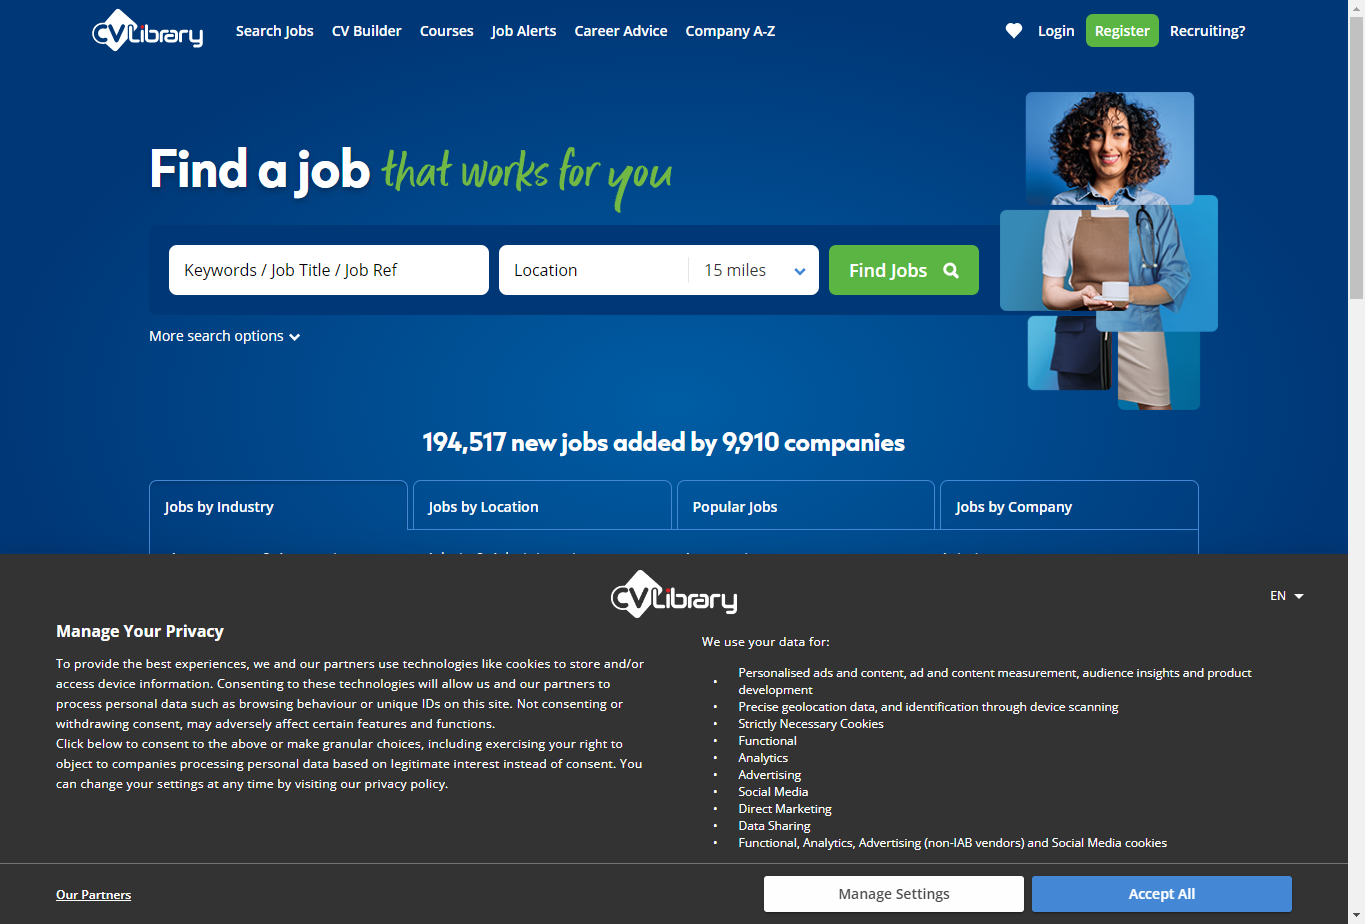 CVLibrary
Search Jobs
CV Builder
Courses
Job Alerts
Career Advice
Company A-Z
Login
Register
Recruiting?
Find a job that works for you
Keywords / Job Title / Job Ref
Location
15 miles
Find Jobs
More search options
194,517 new jobs added by 9,910 companies
Jobs by Industry
Jobs by Location
Popular Jobs
Jobs by Company
CVLibrary
EN
Manage Your Privacy
To provide the best experiences, we and our partners use technologies like cookies to store and/or
access device information. Consenting to these technologies will allow us and our partners to
process personal data such as browsing behaviour or unique IDs on this site. Not consenting or
withdrawing consent, may adversely affect certain features and functions.
Click below to consent to the above or make granular choices, including exercising your right to
object to companies processing personal data based on legitimate interest instead of consent. You
can change your settings at any time by visiting our privacy policy.
We use your data for:
• Personalised ads and content, ad and content measurement, audience insights and product
development
• Precise geolocation data, and identification through device scanning
• Strictly Necessary Cookies
• Functional
• Analytics
• Advertising
• Social Media
• Direct Marketing
• Data Sharing
• Functional, Analytics, Advertising (non-IAB vendors) and Social Media cookies
Our Partners
Manage Settings
Accept All